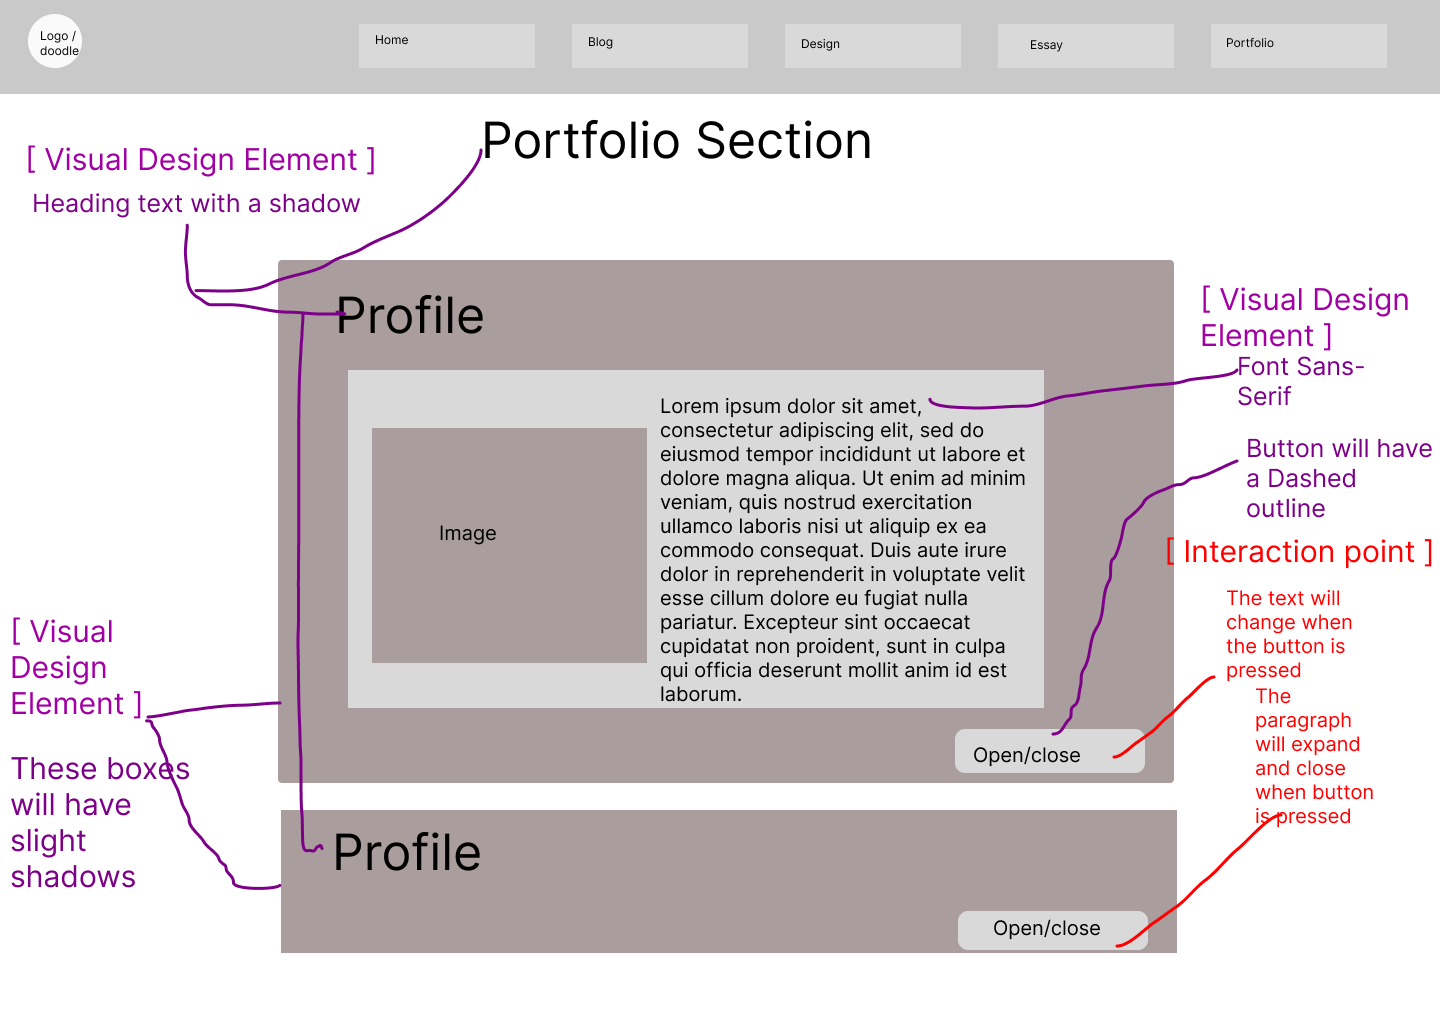 Logo /
doodle
Home
Blog
Design
Essay
Portfolio
Portfolio Section
[ Visual Design Element ]
Heading text with a shadow
Profile
Image
Lorem ipsum dolor sit amet,
consectetur adipiscing elit, sed do
eiusmod tempor incididunt ut labore et
dolore magna aliqua. Ut enim ad minim
veniam, quis nostrud exercitation
ullamco laboris nisi ut aliquip ex ea
commodo consequat. Duis aute irure
dolor in reprehenderit in voluptate velit
esse cillum dolore eu fugiat nulla
pariatur. Excepteur sint occaecat
cupidatat non proident, sunt in culpa
qui officia deserunt mollit anim id est
laborum.
Open/close
[ Visual Design
Element ]
Font Sans-
Serif
Button will have
a Dashed
outline
[ Interaction point ]
The text will
change when
the button is
pressed
The
paragraph
will expand
and close
when button
is pressed
[ Visual
Design
Element ]
These boxes
will have
slight
shadows
Profile
Open/close